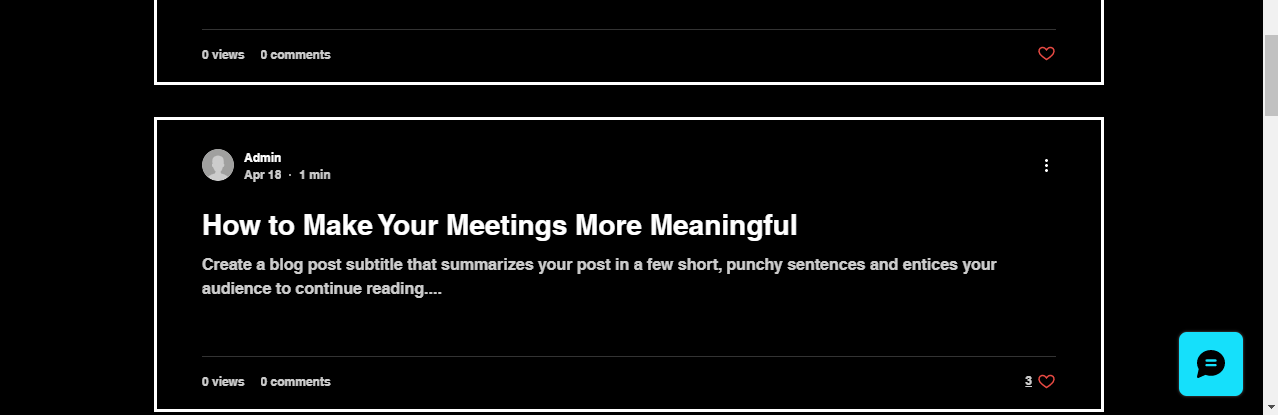 0 views 0 comments
Admin
Apr 18 · 1 min
How to Make Your Meetings More Meaningful
Create a blog post subtitle that summarizes your post in a few short, punchy sentences and entices your
audience to continue reading....
0 views 0 comments 3